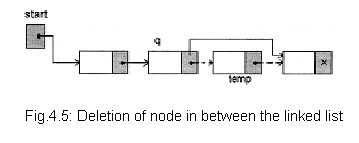 start
q
temp
x
Fig.4.5: Deletion of node in between the linked list